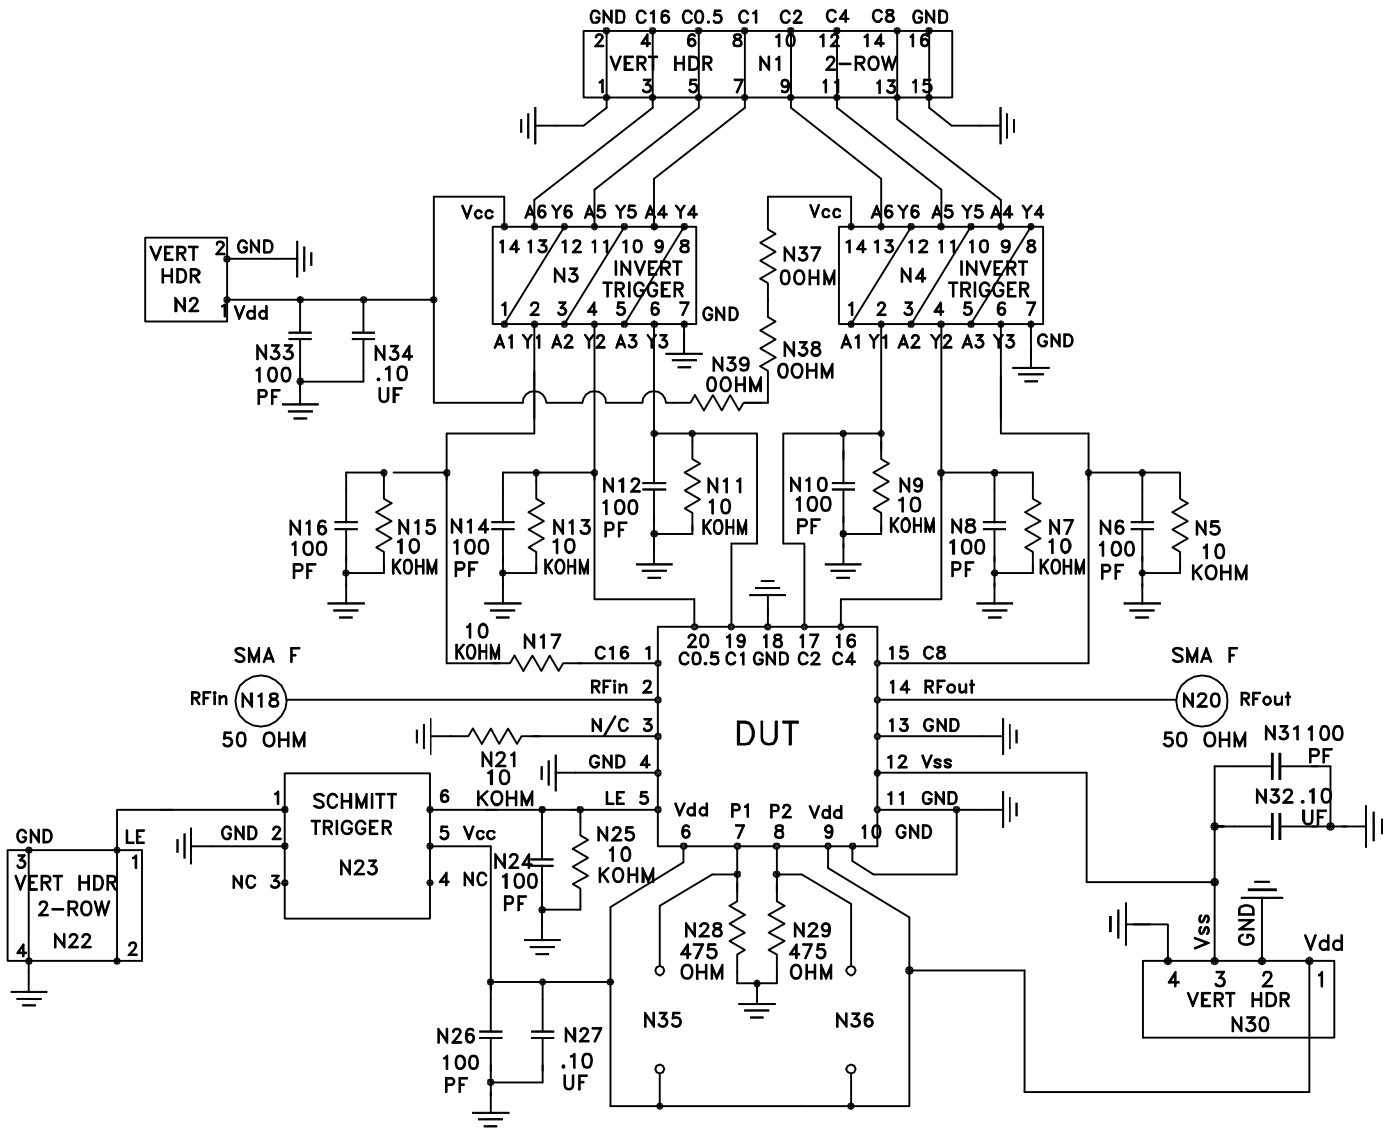 GND C16 C0.5 C1 C2 C4 C8 GND
2 4 6 8 10 12 14 16
VERT HDR N1 2-ROW
1 3 5 7 9 11 13 15
Vcc A6 Y6 A5 Y5 A4 Y4
14 13 12 11 10 9 8
N3 INVERT
TRIGGER
1 2 3 4 5 6 7
GND
A1 Y1 A2 Y2 A3 Y3
Vcc A6 Y6 A5 Y5 A4 Y4
14 13 12 11 10 9 8
N4 INVERT
TRIGGER
1 2 3 4 5 6 7
GND
A1 Y1 A2 Y2 A3 Y3
VERT 2 GND
HDR
N2 1 Vdd
N33
100
PF
N34
.10
UF
N37
0OHM
N38
0OHM
N39
0OHM
N16
100
PF
N15
10
KOHM
N14
100
PF
N13
10
KOHM
N12
100
PF
N11
10
KOHM
N10
100
PF
N9
10
KOHM
N8
100
PF
N7
10
KOHM
N6
100
PF
N5
10
KOHM
10
KOHM
N17
20 19 18 17 16
C0.5 C1 GND C2 C4
C16 1
RFin 2
N/C 3
GND 4
LE 5
15 C8
14 RFout
13 GND
12 Vss
11 GND
DUT
Vdd P1 P2 Vdd
6 7 8 9 10
GND
SMA F
RFin N18
50 OHM
SMA F
N20 RFout
50 OHM
N21
10
KOHM
N31 100
PF
N32 .10
UF
1 SCHMITT 6
TRIGGER
GND 2 5 Vcc
N23
NC 3 4 NC
GND LE
3 1
VERT HDR
2-ROW
N22
4 2
N24
100
PF
N25
10
KOHM
N28
475
OHM
N29
475
OHM
N35
N36
N26
100
PF
N27
.10
UF
Vss GND Vdd
4 3 2 1
VERT HDR
N30